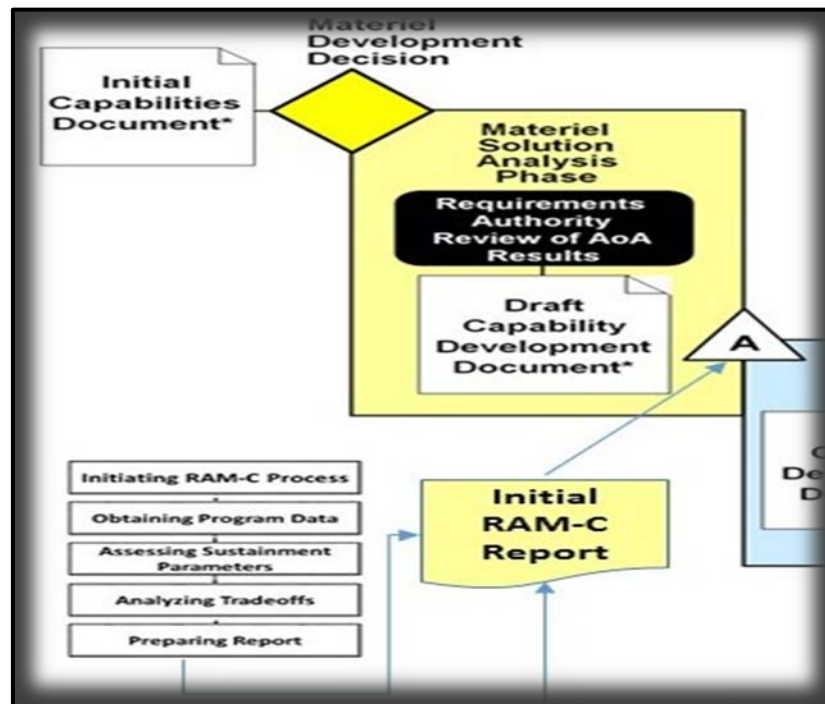 Materiel
Development
Decision
Initial
Capabilities
Document*
Materiel
Solution
Analysis
Phase
Requirements
Authority
Review of AoA
Results
Draft
Capability
Development
Document*
A
Initiating RAM-C Process
Obtaining Program Data
Assessing Sustainment
Parameters
Analyzing Tradeoffs
Preparing Report
Initial
RAM-C
Report